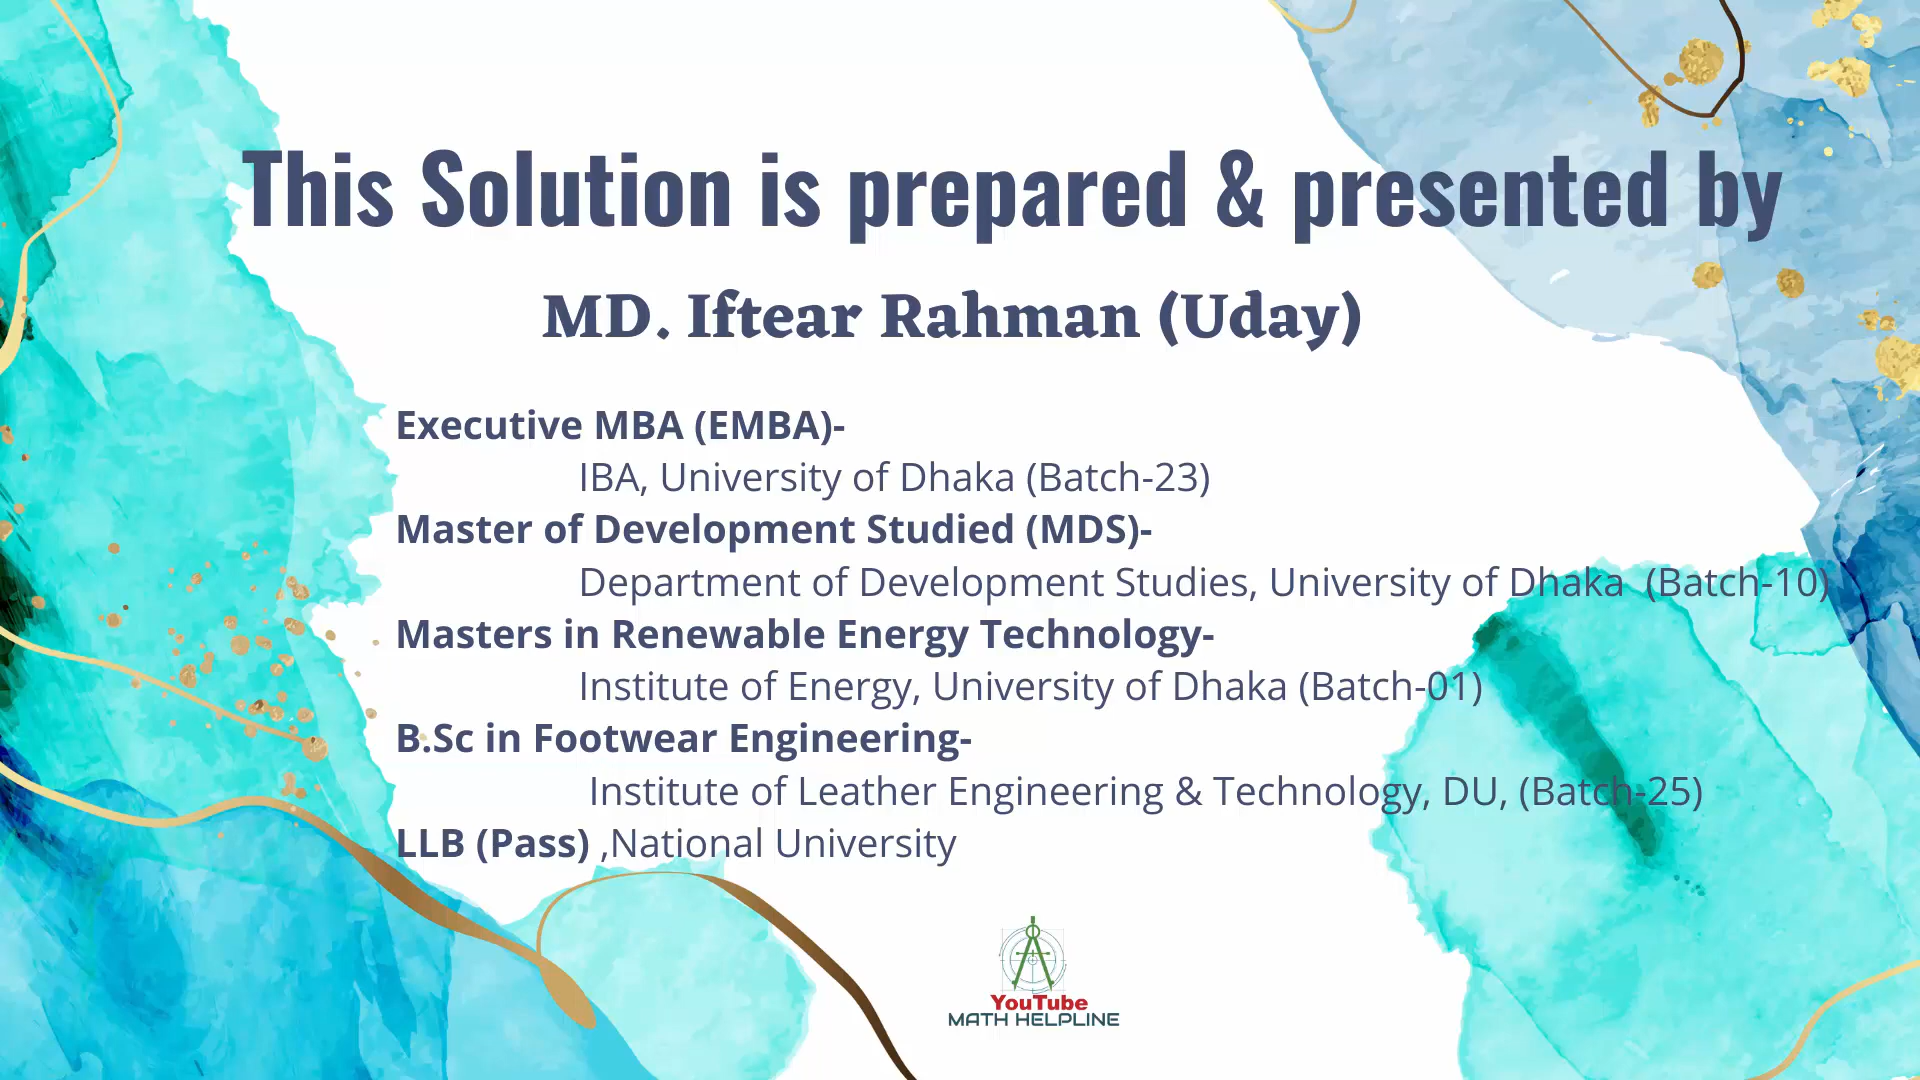 This Solution is prepared & presented by
MD. Iftear Rahman (Uday)
Executive MBA (EMBA)-
IBA, University of Dhaka (Batch-23)
Master of Development Studied (MDS)-
Department of Development Studies, University of Dhaka (Batch-10)
Masters in Renewable Energy Technology-
Institute of Energy, University of Dhaka (Batch-01)
B.Sc in Footwear Engineering-
Institute of Leather Engineering & Technology, DU, (Batch-25)
LLB (Pass) ,National University
YouTube
MATH HELPLINE